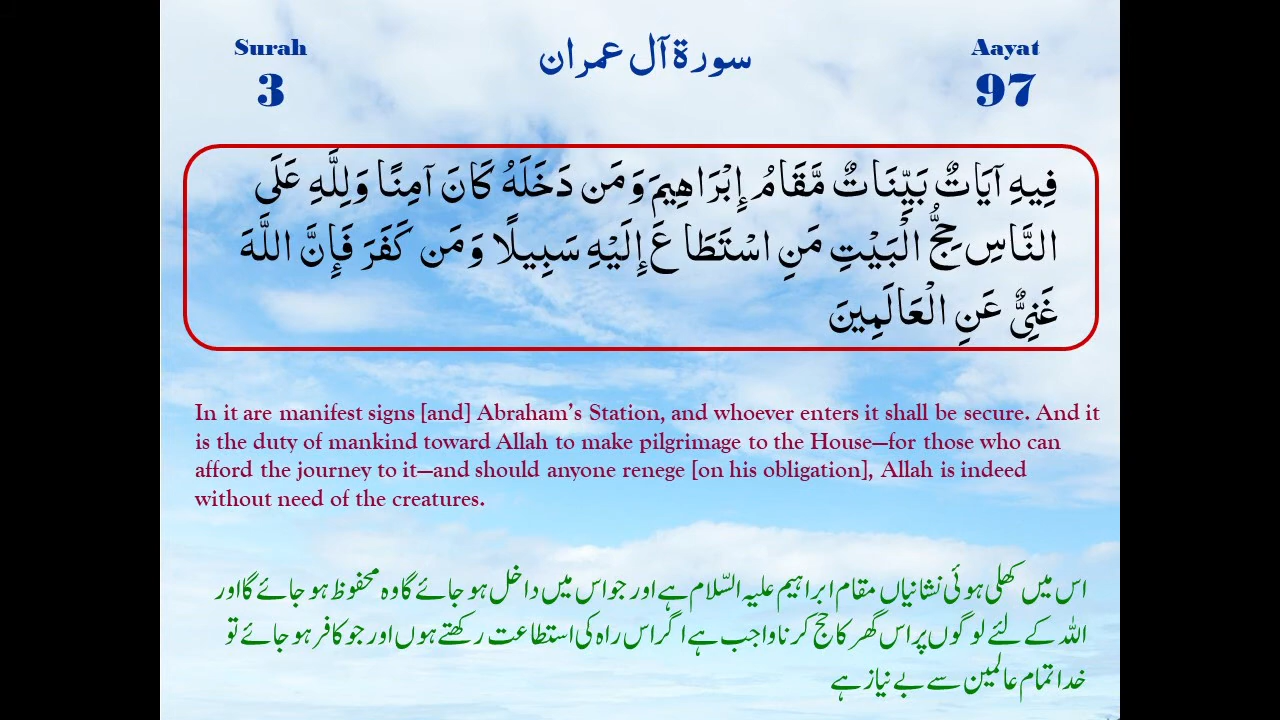 Surah
3
سورة آل عمران
Aayat
97
فِيهِ آيَاتٌ بَيِّنَاتٌ مَّقَامُ إِبْرَاهِيمَ وَمَن دَخَلَهُ كَانَ آمِنًا وَلِلَّهِ عَلَى
النَّاسِ حِجُّ الْبَيْتِ مَنِ اسْتَطَاعَ إِلَيْهِ سَبِيلًا وَمَن كَفَرَ فَإِنَّ اللَّهَ
غَنِيٌّ عَنِ الْعَالَمِينَ
In it are manifest signs [and] Abraham's Station, and whoever enters it shall be secure. And it
is the duty of mankind toward Allah to make pilgrimage to the House—for those who can
afford the journey to it—and should anyone renege [on his obligation], Allah is indeed
without need of the creatures.
اس میں کھلی ہوئی نشانیاں مقام ابراہیم علیہ السّلام ہے اور جو اس میں داخل ہو جائے گا وہ محفوظ ہو جائے گا اور
اللہ کے لئے لوگوں پر اس گھر کا حج کرنا واجب ہے اگر اس راہ کی استطاعت رکھتے ہوں اور جو کافر ہو جائے تو
خدا تمام عالمین سے بے نیاز ہے